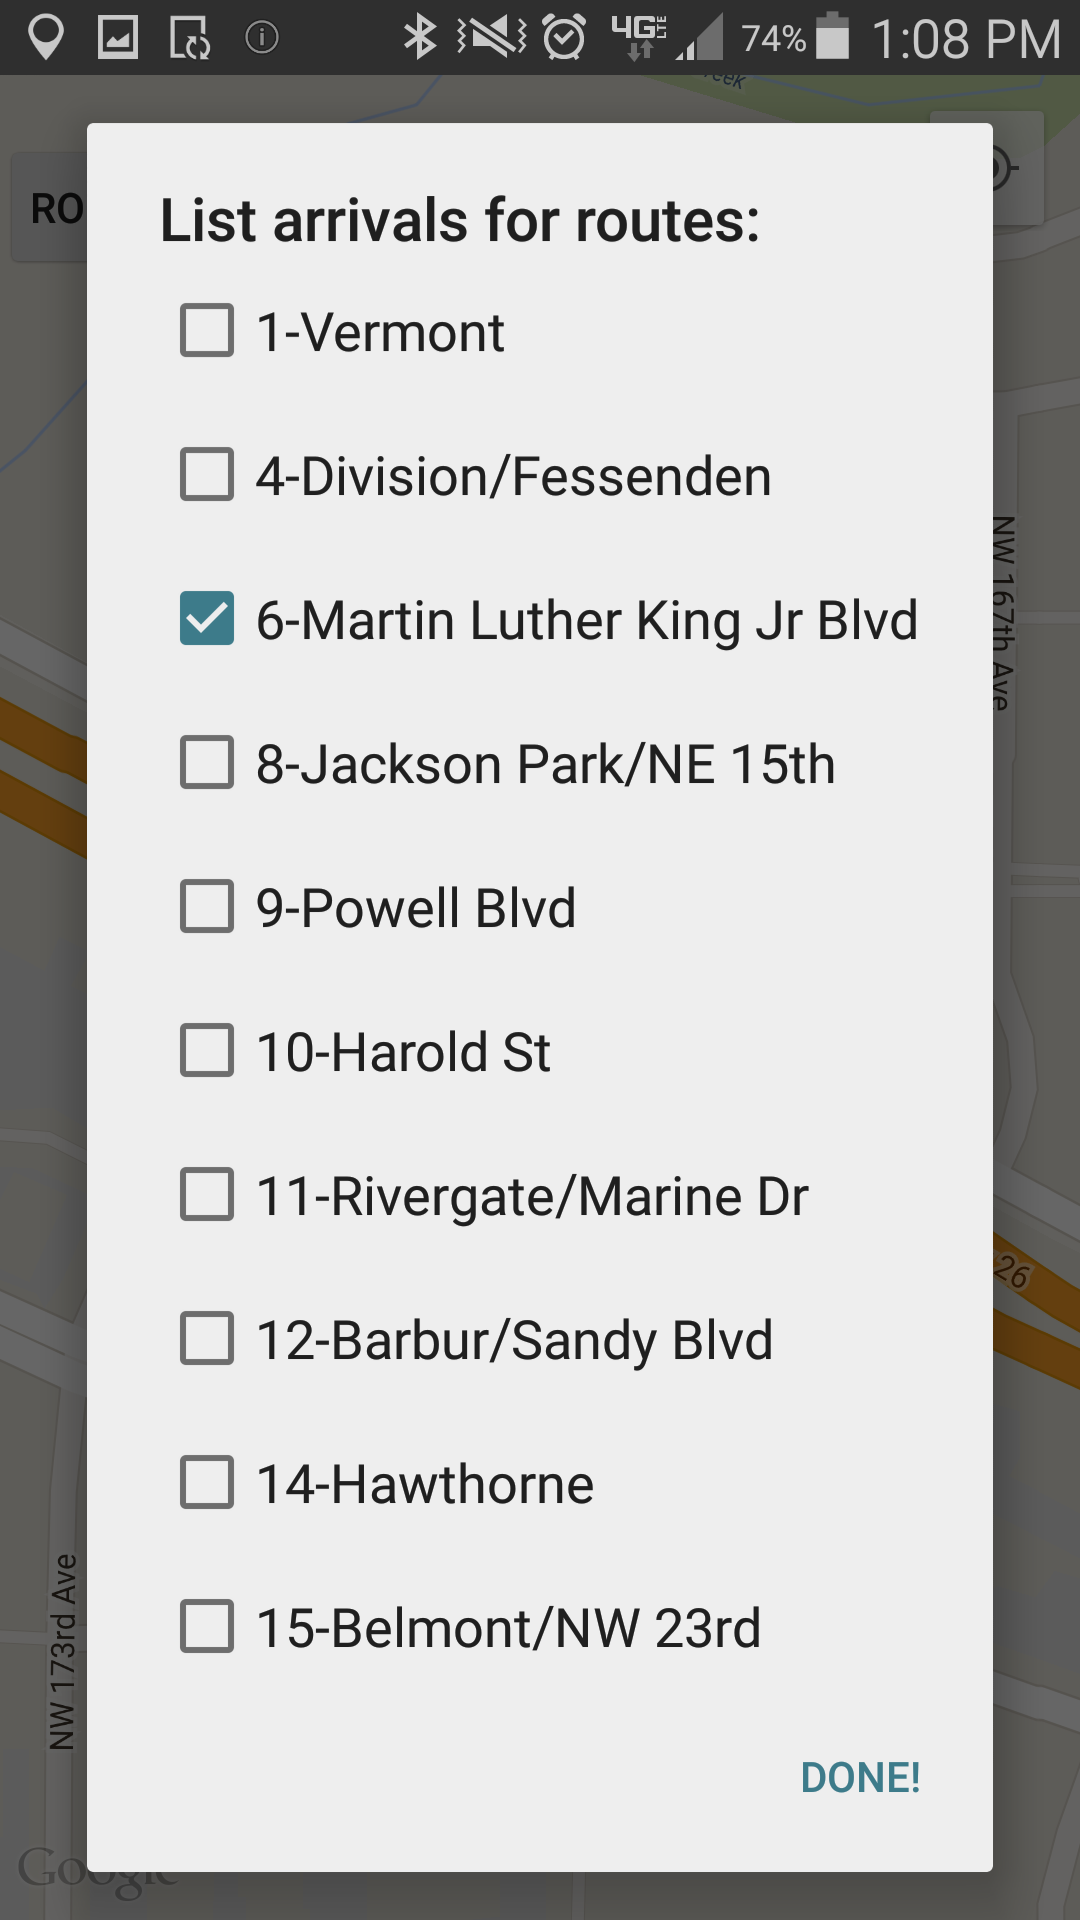 4G LTE 74% 1:08 PM
RO
List arrivals for routes:
1-Vermont
4-Division/Fessenden
6-Martin Luther King Jr Blvd
8-Jackson Park/NE 15th
9-Powell Blvd
10-Harold St
11-Rivergate/Marine Dr
12-Barbur/Sandy Blvd
14-Hawthorne
15-Belmont/NW 23rd
DONE!
NW 167th Ave
26
NW 173rd Ave
Google